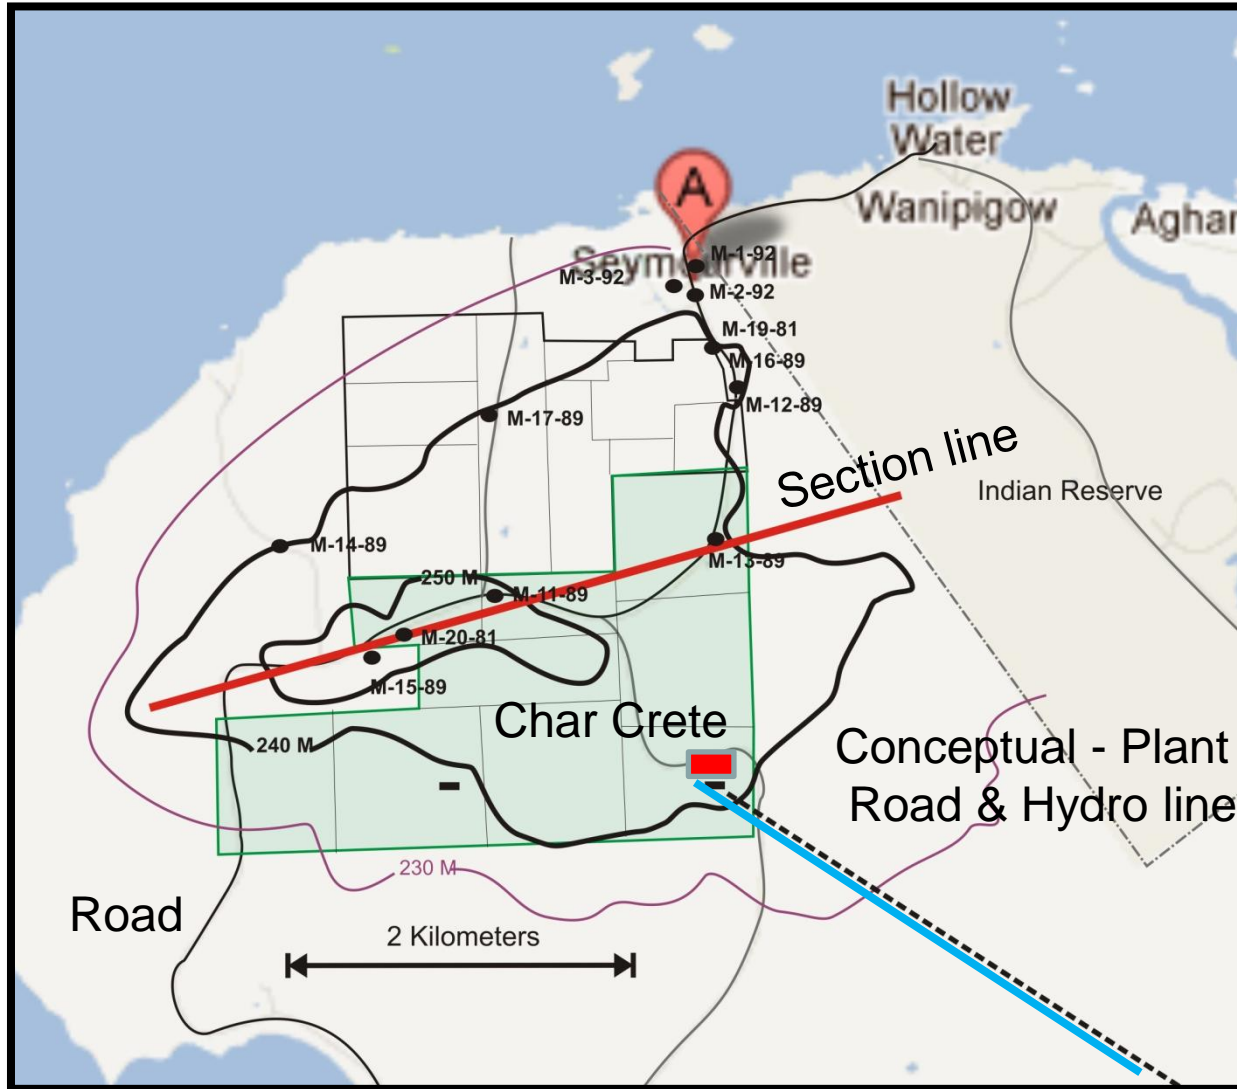 Hollow
Water
A
Wanipigow
Aghar
Seymourville
M-1-92
M-3-92
M-2-92
M-19-81
M-16-89
M-12-89
M-17-89
Section line
Indian Reserve
M-14-89
M-13-89
250 M
M-11-89
M-20-81
M-15-89
Char Crete
240 M
Conceptual - Plant
Road & Hydro line
230 M
Road
2 Kilometers